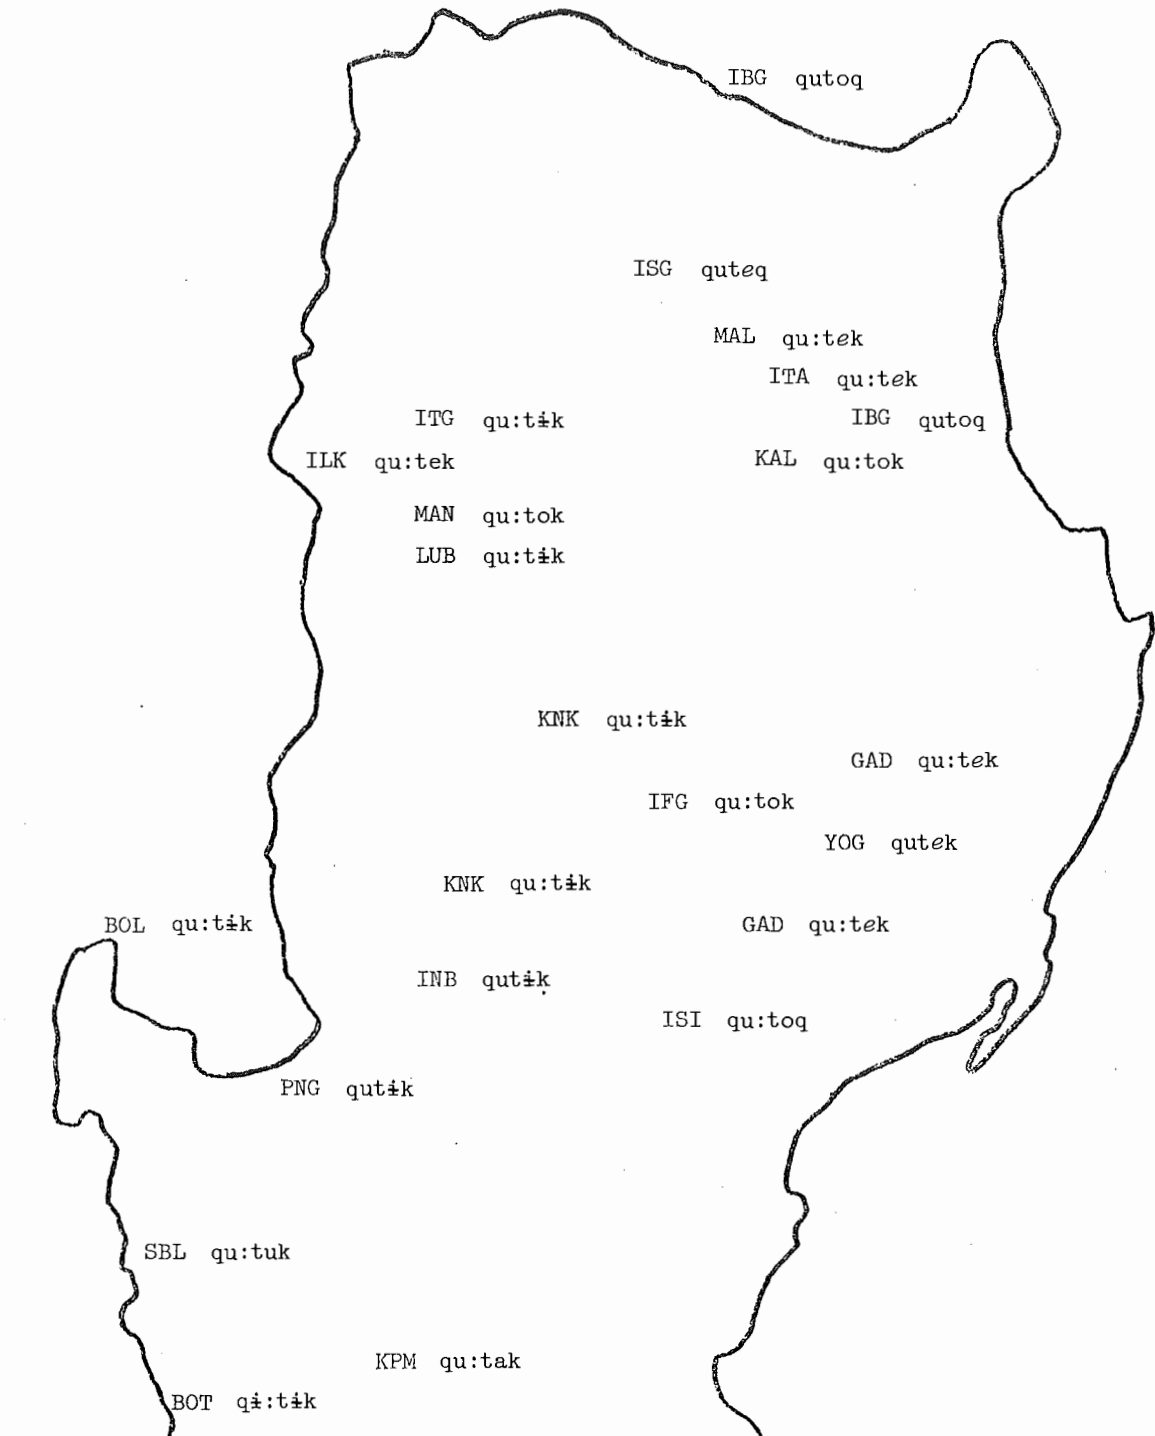 IBG qutoq
ISG quteq
MAL qu:tek
ITA qu:tek
ITG qu:tɨk
IBG qutoq
ILK qu:tek
KAL qu:tok
MAN qu:tok
LUB qu:tɨk
KNK qu:tɨk
GAD qu:tek
IFG qu:tok
YOG qutek
KNK qu:tɨk
BOL qu:tɨk
GAD qu:tek
INB qutɨk
ISI qu:toq
PNG qutɨk
SBL qu:tuk
KPM qu:tak
BOT qɨ:tɨk